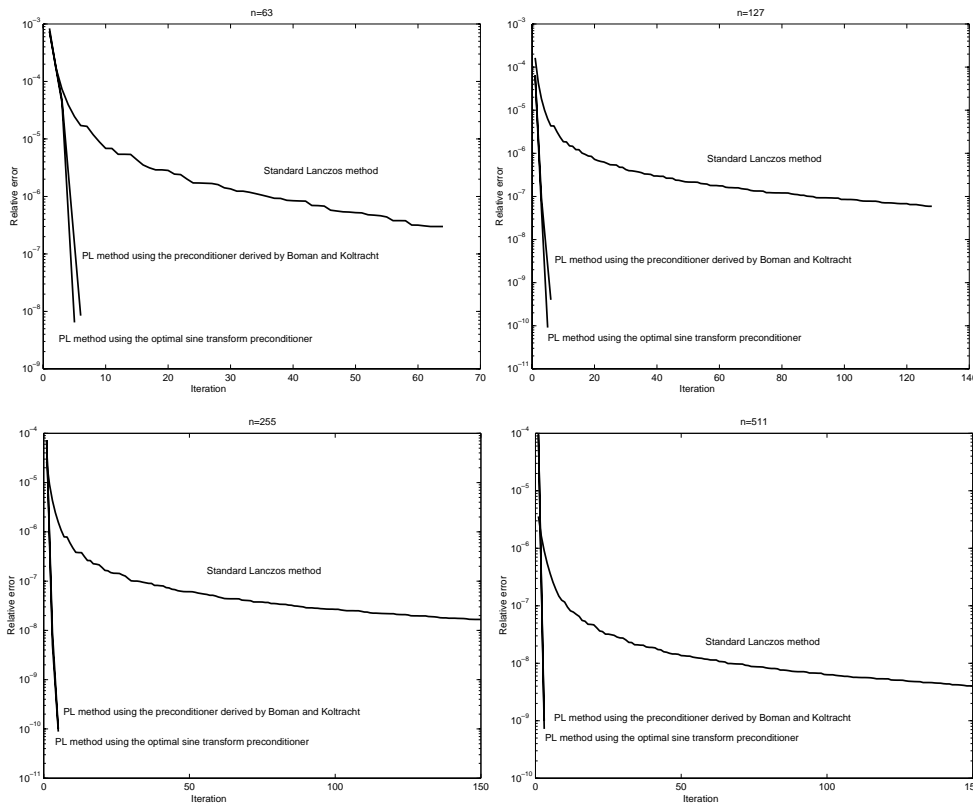 n=63
10^-3
10^-4
10^-5
10^-6
10^-7
10^-8
10^-9
Relative error
Standard Lanczos method
PL method using the preconditioner derived by Boman and Koltracht
PL method using the optimal sine transform preconditioner
0 10 20 30 40 50 60 70
Iteration
n=127
10^-3
10^-4
10^-5
10^-6
10^-7
10^-8
10^-9
10^-10
10^-11
Relative error
Standard Lanczos method
PL method using the preconditioner derived by Boman and Koltracht
PL method using the optimal sine transform preconditioner
0 20 40 60 80 100 120 140
Iteration
n=255
10^-4
10^-5
10^-6
10^-7
10^-8
10^-9
10^-10
10^-11
Relative error
Standard Lanczos method
PL method using the preconditioner derived by Boman and Koltracht
PL method using the optimal sine transform preconditioner
0 50 100 150
Iteration
n=511
10^-4
10^-5
10^-6
10^-7
10^-8
10^-9
10^-10
Relative error
Standard Lanczos method
PL method using the preconditioner derived by Boman and Koltracht
PL method using the optimal sine transform preconditioner
0 50 100 150
Iteration